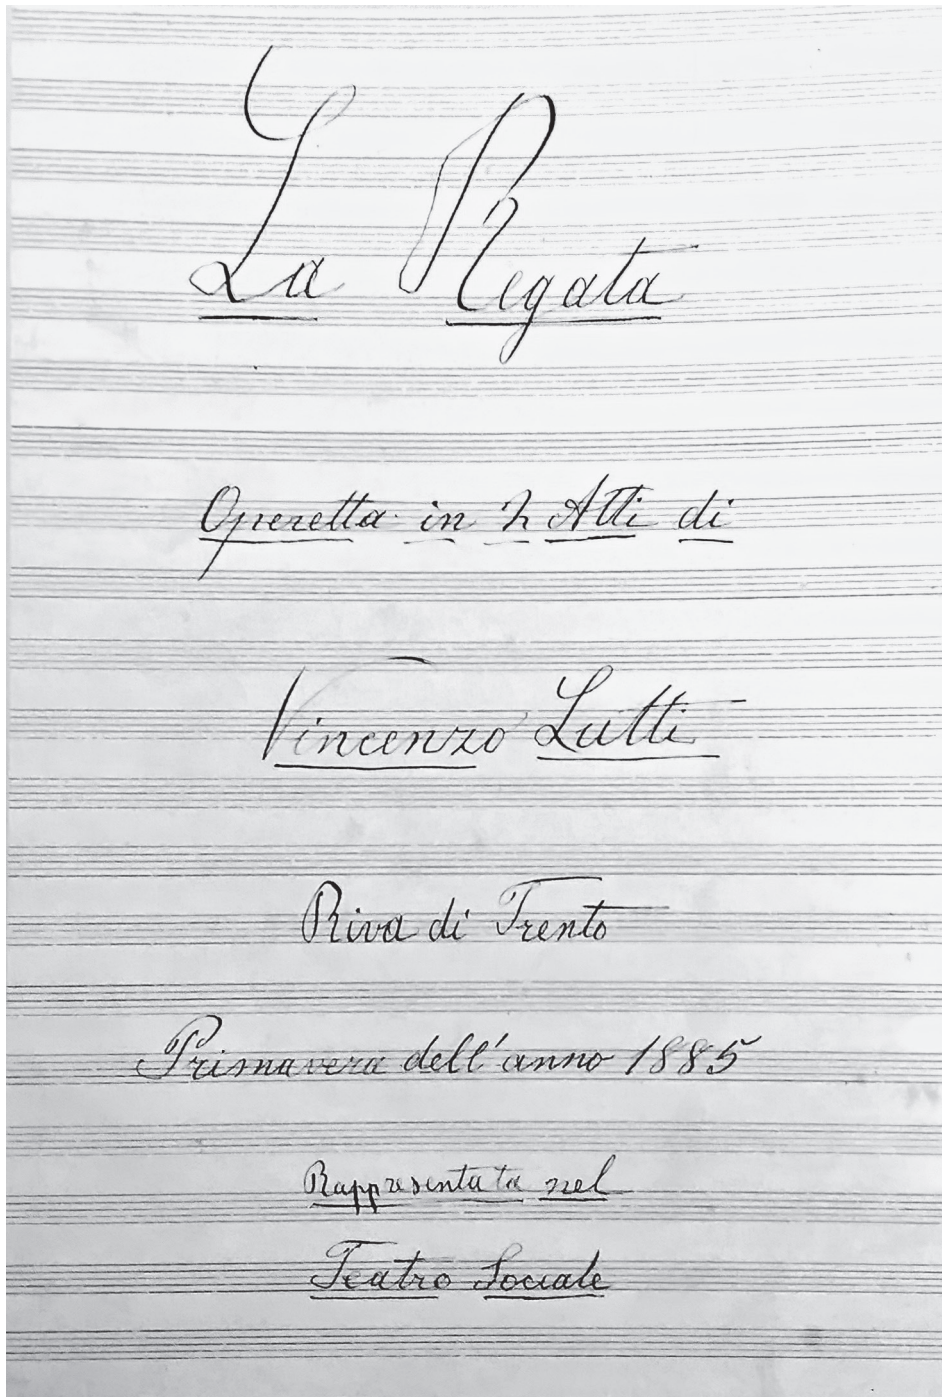 La Regata
Operetta in 2 Atti di
Vincenzo Lutti
Riva di Trento
Primavera dell'anno 1885
Rappresentata nel
Teatro Sociale